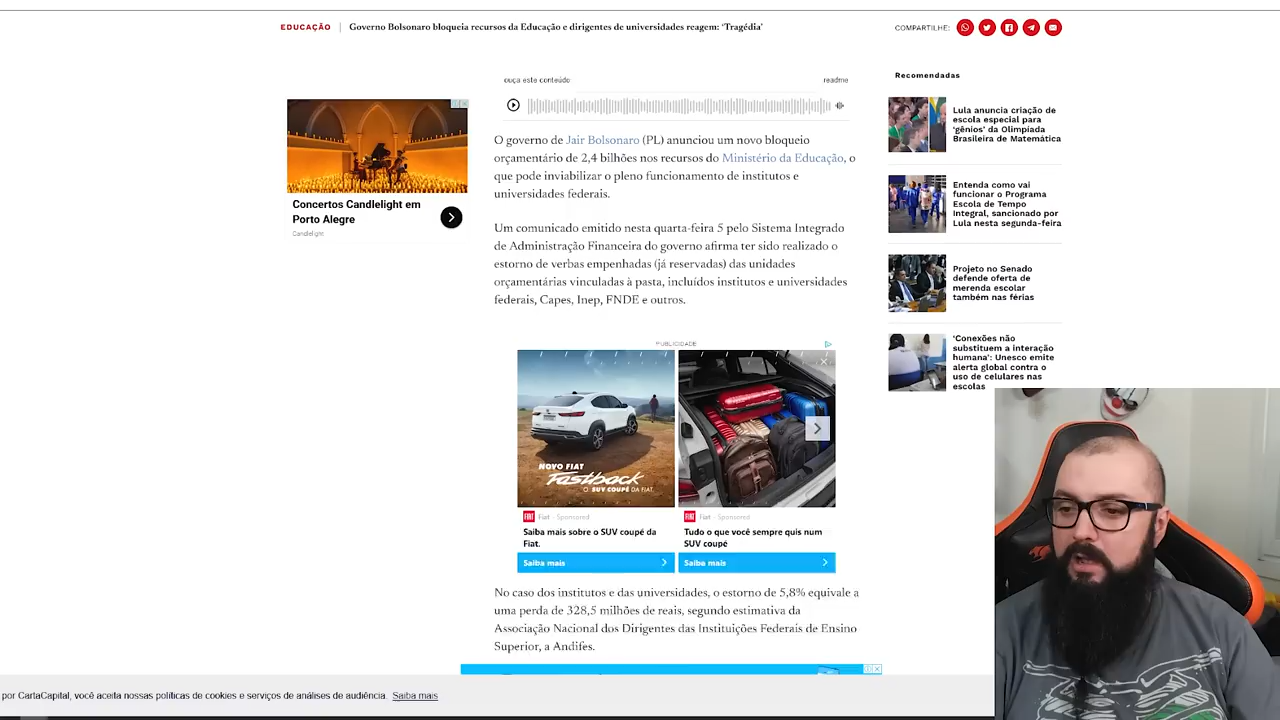 EDUCAÇÃO
Governo Bolsonaro bloqueia recursos da Educação e dirigentes de universidades reagem: ‘Tragédia’
COMPARTILHE:
ouça este conteúdo
readme
O governo de Jair Bolsonaro (PL) anunciou um novo bloqueio
orçamentário de 2,4 bilhões nos recursos do Ministério da Educação, o
que pode inviabilizar o pleno funcionamento de institutos e
universidades federais.
Um comunicado emitido nesta quarta-feira 5 pelo Sistema Integrado
de Administração Financeira do governo afirma ter sido realizado o
estorno de verbas empenhadas (já reservadas) das unidades
orçamentárias vinculadas à pasta, incluídos institutos e universidades
federais, Capes, Inep, FNDE e outros.
Concertos Candlelight em
Porto Alegre
Candlelight
PUBLICIDADE
NOVO FIAT
Fastback
O SUV COUPÉ DA FIAT.
FIAT
Fiat · Sponsored
Saiba mais sobre o SUV coupé da
Fiat.
Saiba mais
FIAT
Fiat · Sponsored
Tudo o que você sempre quis num
SUV coupé
Saiba mais
No caso dos institutos e das universidades, o estorno de 5,8% equivale a
uma perda de 328,5 milhões de reais, segundo estimativa da
Associação Nacional dos Dirigentes das Instituições Federais de Ensino
Superior, a Andifes.
Recomendadas
Lula anuncia criação de
escola especial para
‘gênios’ da Olimpíada
Brasileira de Matemática
Entenda como vai
funcionar o Programa
Escola de Tempo
Integral, sancionado por
Lula nesta segunda-feira
Projeto no Senado
defende oferta de
merenda escolar
também nas férias
‘Conexões não
substituem a interação
humana’: Unesco emite
alerta global contra o
uso de celulares nas
escolas
por CartaCapital, você aceita nossas políticas de cookies e serviços de análises de audiência. Saiba mais